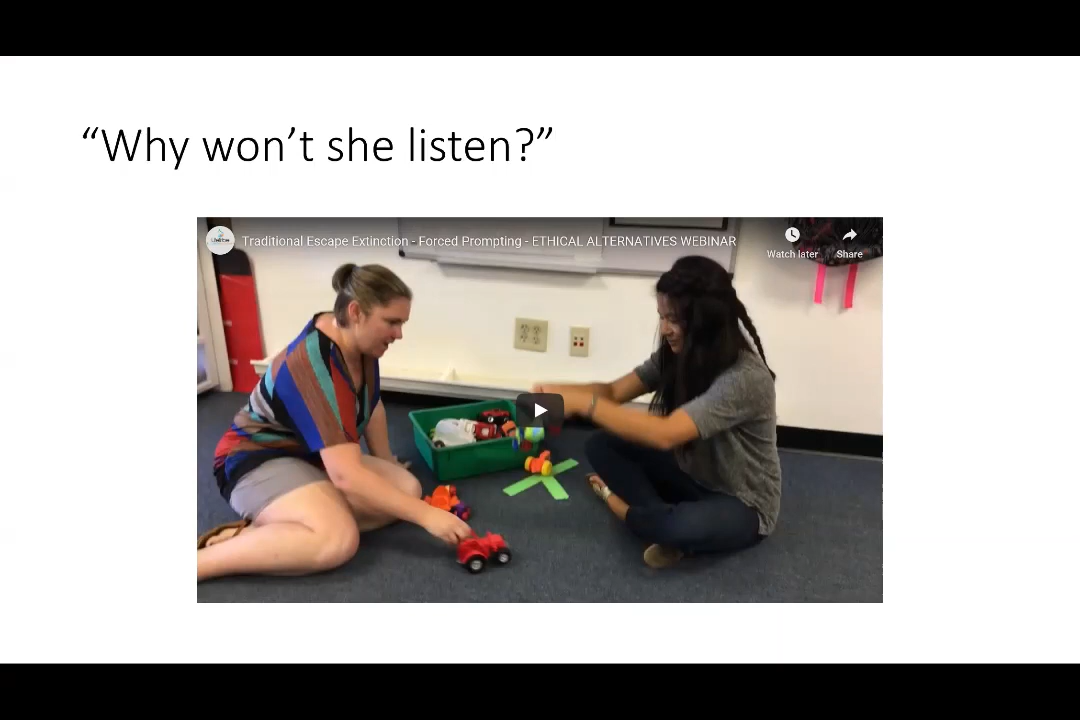 “Why won’t she listen?”
Traditional Escape Extinction - Forced Prompting - ETHICAL ALTERNATIVES WEBINAR
Watch later
Share